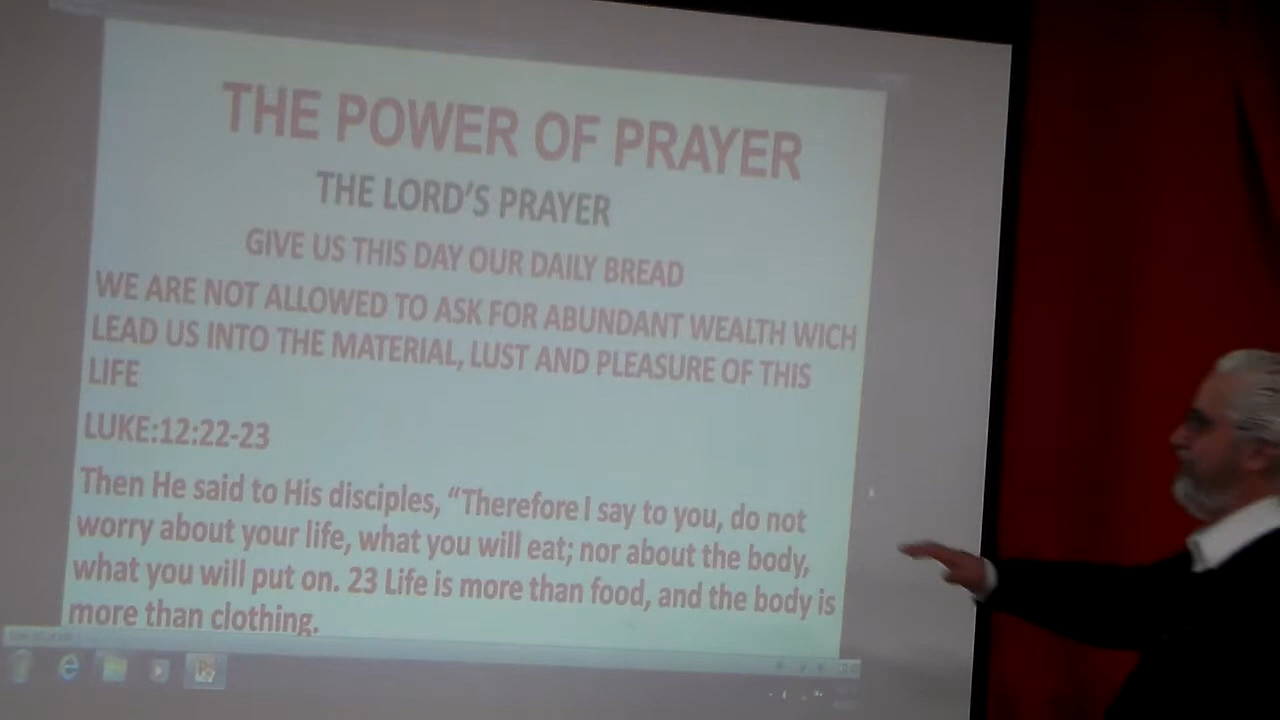 THE POWER OF PRAYER
THE LORD'S PRAYER
GIVE US THIS DAY OUR DAILY BREAD
WE ARE NOT ALLOWED TO ASK FOR ABUNDANT WEALTH WICH
LEAD US INTO THE MATERIAL, LUST AND PLEASURE OF THIS
LIFE
LUKE:12:22-23
Then He said to His disciples, “Therefore I say to you, do not
worry about your life, what you will eat; nor about the body,
what you will put on. 23 Life is more than food, and the body is
more than clothing.